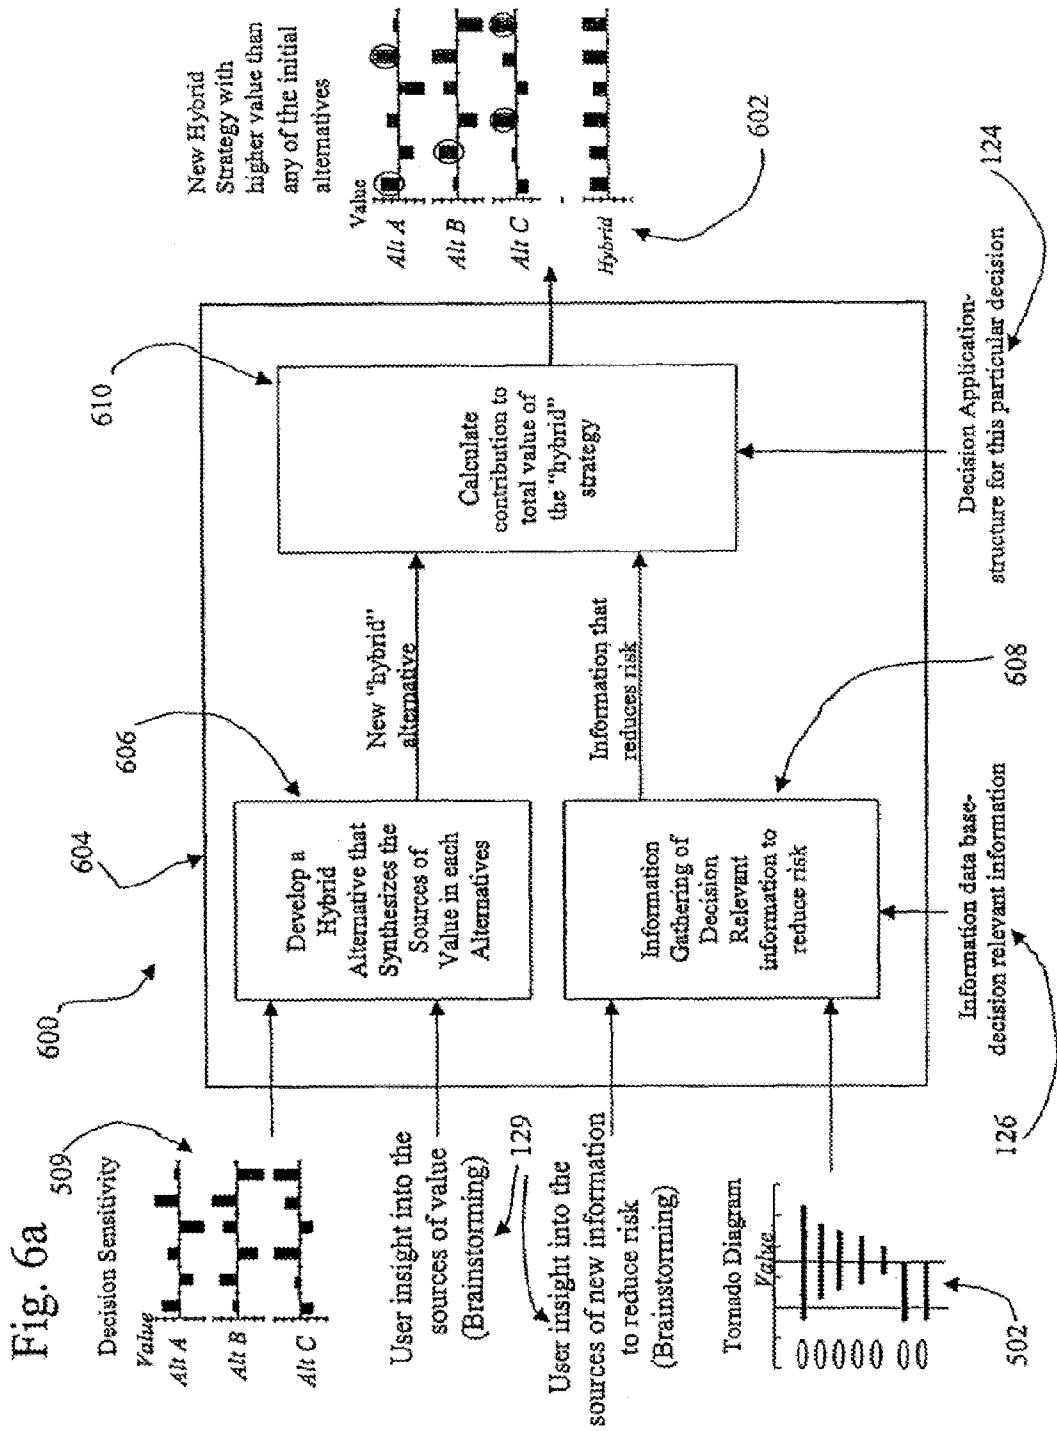 Fig. 6a
Decision Sensitivity
509
Value
Alt A
Alt B
Alt C
User insight into the
sources of value
(Brainstorming)
129
User insight into the
sources of new information
to reduce risk
(Brainstorming)
Tornado Diagram
Value
502
600
604
606
Develop a
Hybrid
Alternative that
Synthesizes the
Sources of
Value in each
Alternatives
Information
Gathering of
Decision
Relevant
information to
reduce risk
608
Information data base-
decision relevant information
126
New "hybrid"
alternative
Information that
reduces risk
610
Calculate
contribution to
total value of
the "hybrid"
strategy
Decision Application-
structure for this particular decision
124
New Hybrid
Strategy with
higher value than
any of the initial
alternatives
Value
Alt A
Alt B
Alt C
Hybrid
602